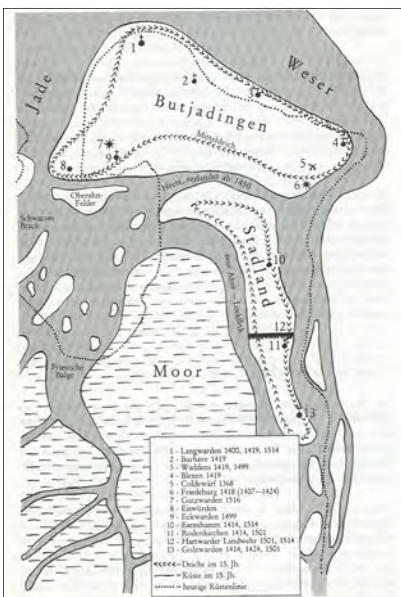 Jade
Weser
1
2
3
Butjadingen
Mitteldeich
4
5
6
7
8
9
Heete, verlandet ab 1450
Oberahn-
Felder
Schwarzes
Brack
Stadland
10
12
11
13
Moor
Friesische
Balge
1 - Langwarden 1400, 1419, 1514
2 - Burhave 1419
3 - Waddens 1419, 1499
4 - Blexen 1419
5 - Coldewärf 1368
6 - Friedeburg 1418 (1407—1424)
7 - Gutzwarden 1516
8 - Eiswürden
9 - Eckwarden 1499
10 - Esenshamm 1414, 1514
11 - Rodenkirchen 1414, 1501
12 - Hartwarder Landwehr 1501, 1514
13 - Golzwarden 1414, 1424, 1501
Deiche im 15. Jh.
Küste im 15. Jh.
heutige Küstenlinie